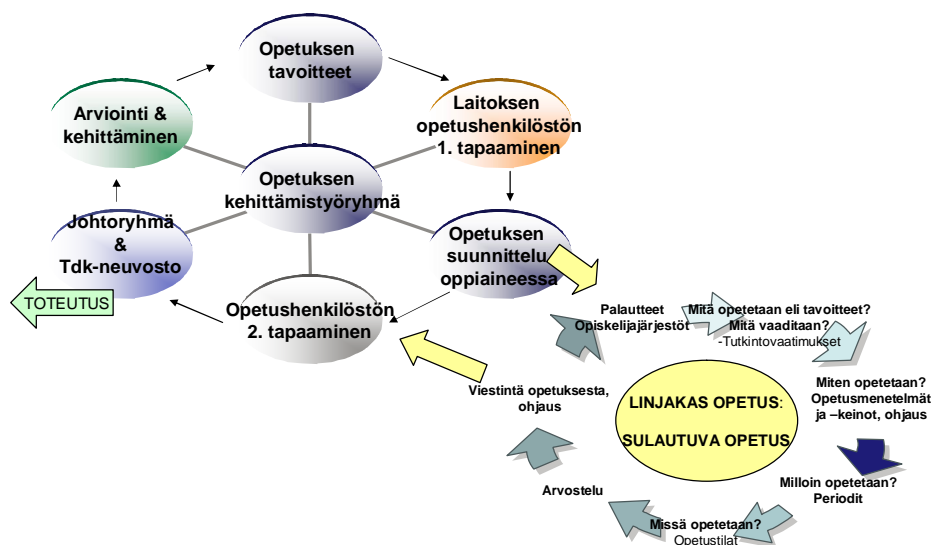 Opetuksen
tavoitteet
Laitoksen
opetushenkilöstön
1. tapaaminen
Arviointi &
kehittäminen
Opetuksen
kehittämistyöryhmä
Johtoryhmä
&
Tdk-neuvosto
Opetuksen
suunnittelu
oppiaineessa
TOTEUTUS
Opetushenkilöstön
2. tapaaminen
Palautteet
Opiskelijajärjestöt
Mitä opetetaan eli tavoitteet?
Mitä vaaditaan?
-Tutkintovaatimukset
Miten opetetaan?
Opetusmenetelmät
ja –keinot, ohjaus
Viestintä opetuksesta,
ohjaus
LINJAKAS OPETUS:
SULAUTUVA OPETUS
Milloin opetetaan?
Periodit
Arvostelu
Missä opetetaan?
Opetustilat